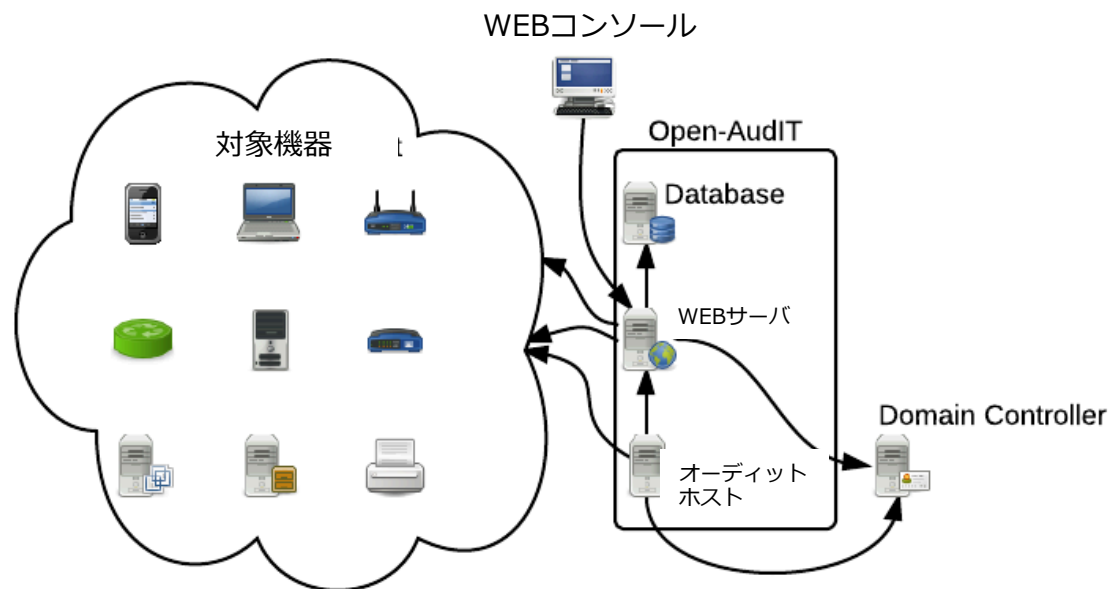 WEBコンソール
対象機器
Open-AudIT
Database
WEBサーバ
Domain Controller
オーディット
ホスト